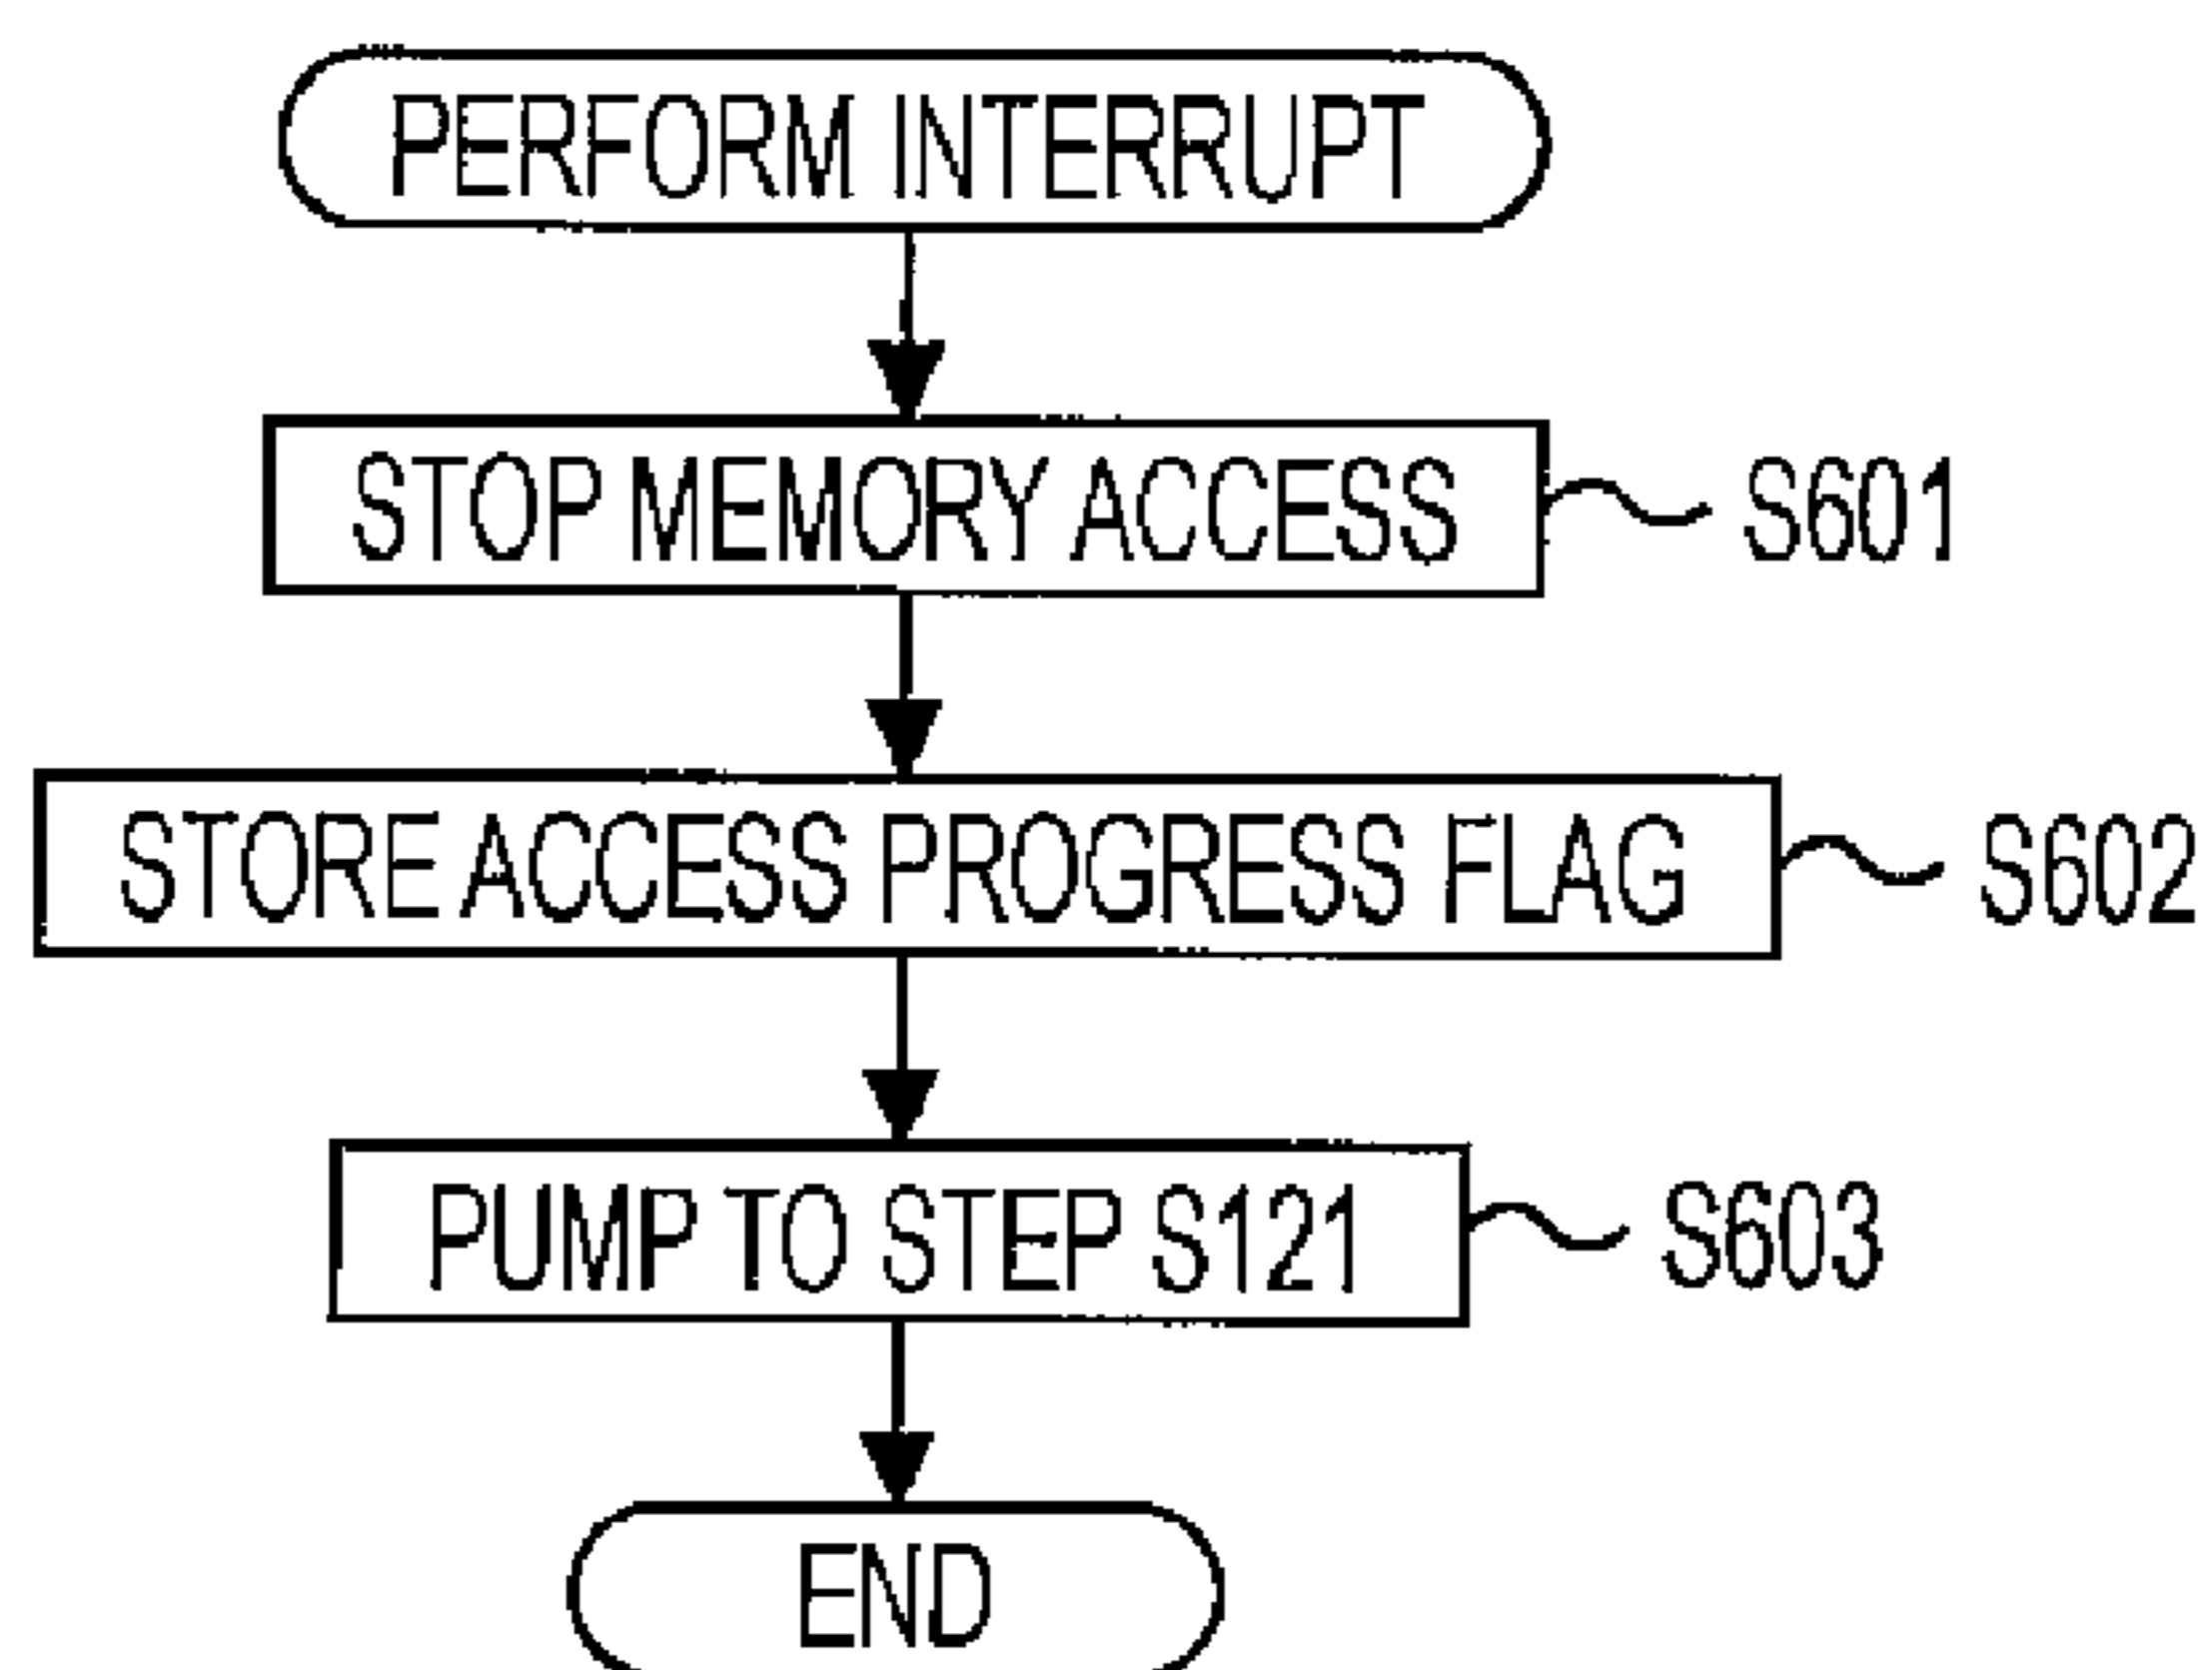 PERFORM INTERRUPT
STOP MEMORY ACCESS
S601
STORE ACCESS PROGRESS FLAG
S602
PUMP TO STEP S121
S603
END